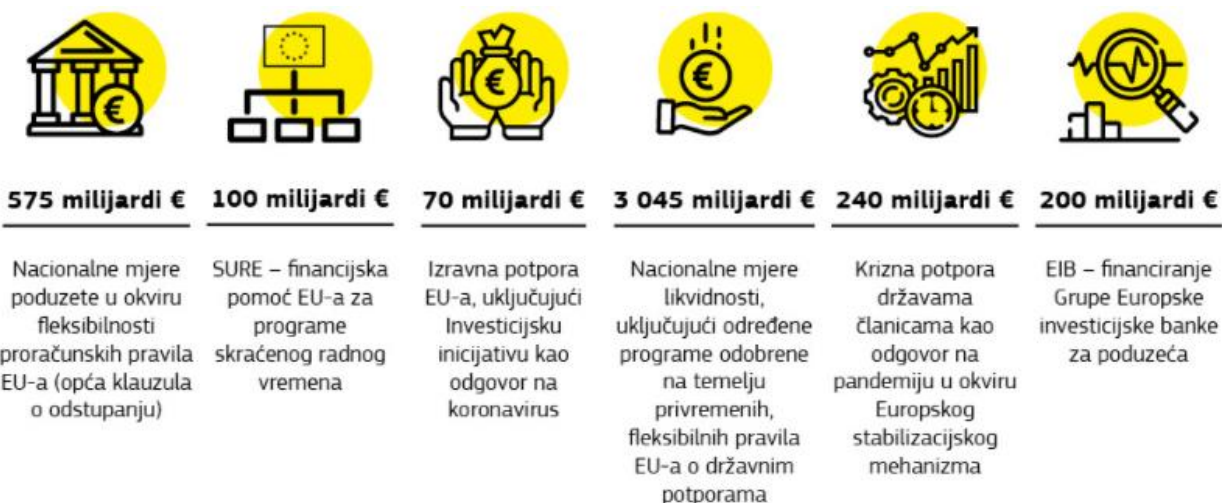 575 milijardi €
Nacionalne mjere
poduzete u okviru
fleksibilnosti
proračunskih pravila
EU-a (opća klauzula
o odstupanju)
100 milijardi €
SURE – financijska
pomoć EU-a za
programe
skraćenog radnog
vremena
70 milijardi €
Izravna potpora
EU-a, uključujući
Investicijsku
inicijativu kao
odgovor na
koronavirus
3 045 milijardi €
Nacionalne mjere
likvidnosti,
uključujući određene
programe odobrene
na temelju
privremenih,
fleksibilnih pravila
EU-a o državnim
potporama
240 milijardi €
Krizna potpora
državama
članicama kao
odgovor na
pandemiju u okviru
Europskog
stabilizacijskog
mehanizma
200 milijardi €
EIB – financiranje
Grupe Europske
investicijske banke
za poduzeća